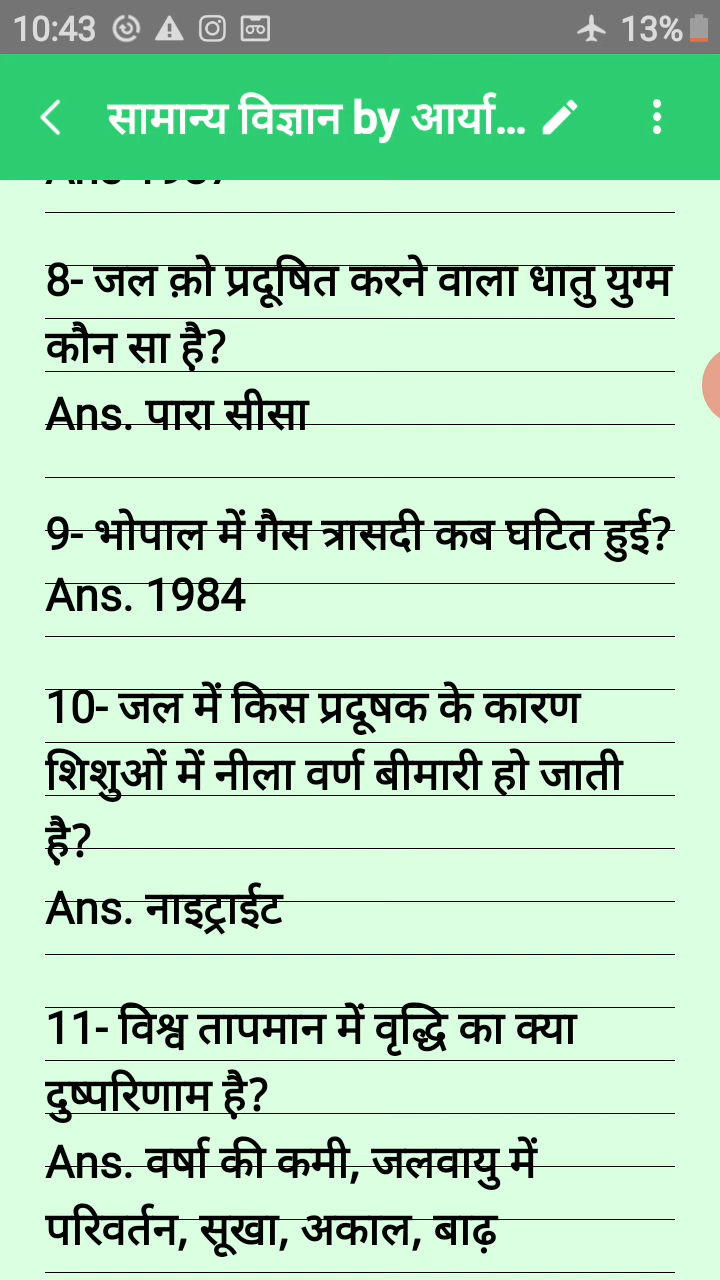 10:43 13%
सामान्य विज्ञान by आर्या...
8- जल क़ो प्रदूषित करने वाला धातु युग्म
कौन सा है?
Ans. पारा सीसा
9- भोपाल में गैस त्रासदी कब घटित हुई?
Ans. 1984
10- जल में किस प्रदूषक के कारण
शिशुओं में नीला वर्ण बीमारी हो जाती
है?
Ans. नाइट्राईट
11- विश्व तापमान में वृद्धि का क्या
दुष्परिणाम है?
Ans. वर्षा की कमी, जलवायु में
परिवर्तन, सूखा, अकाल, बाढ़